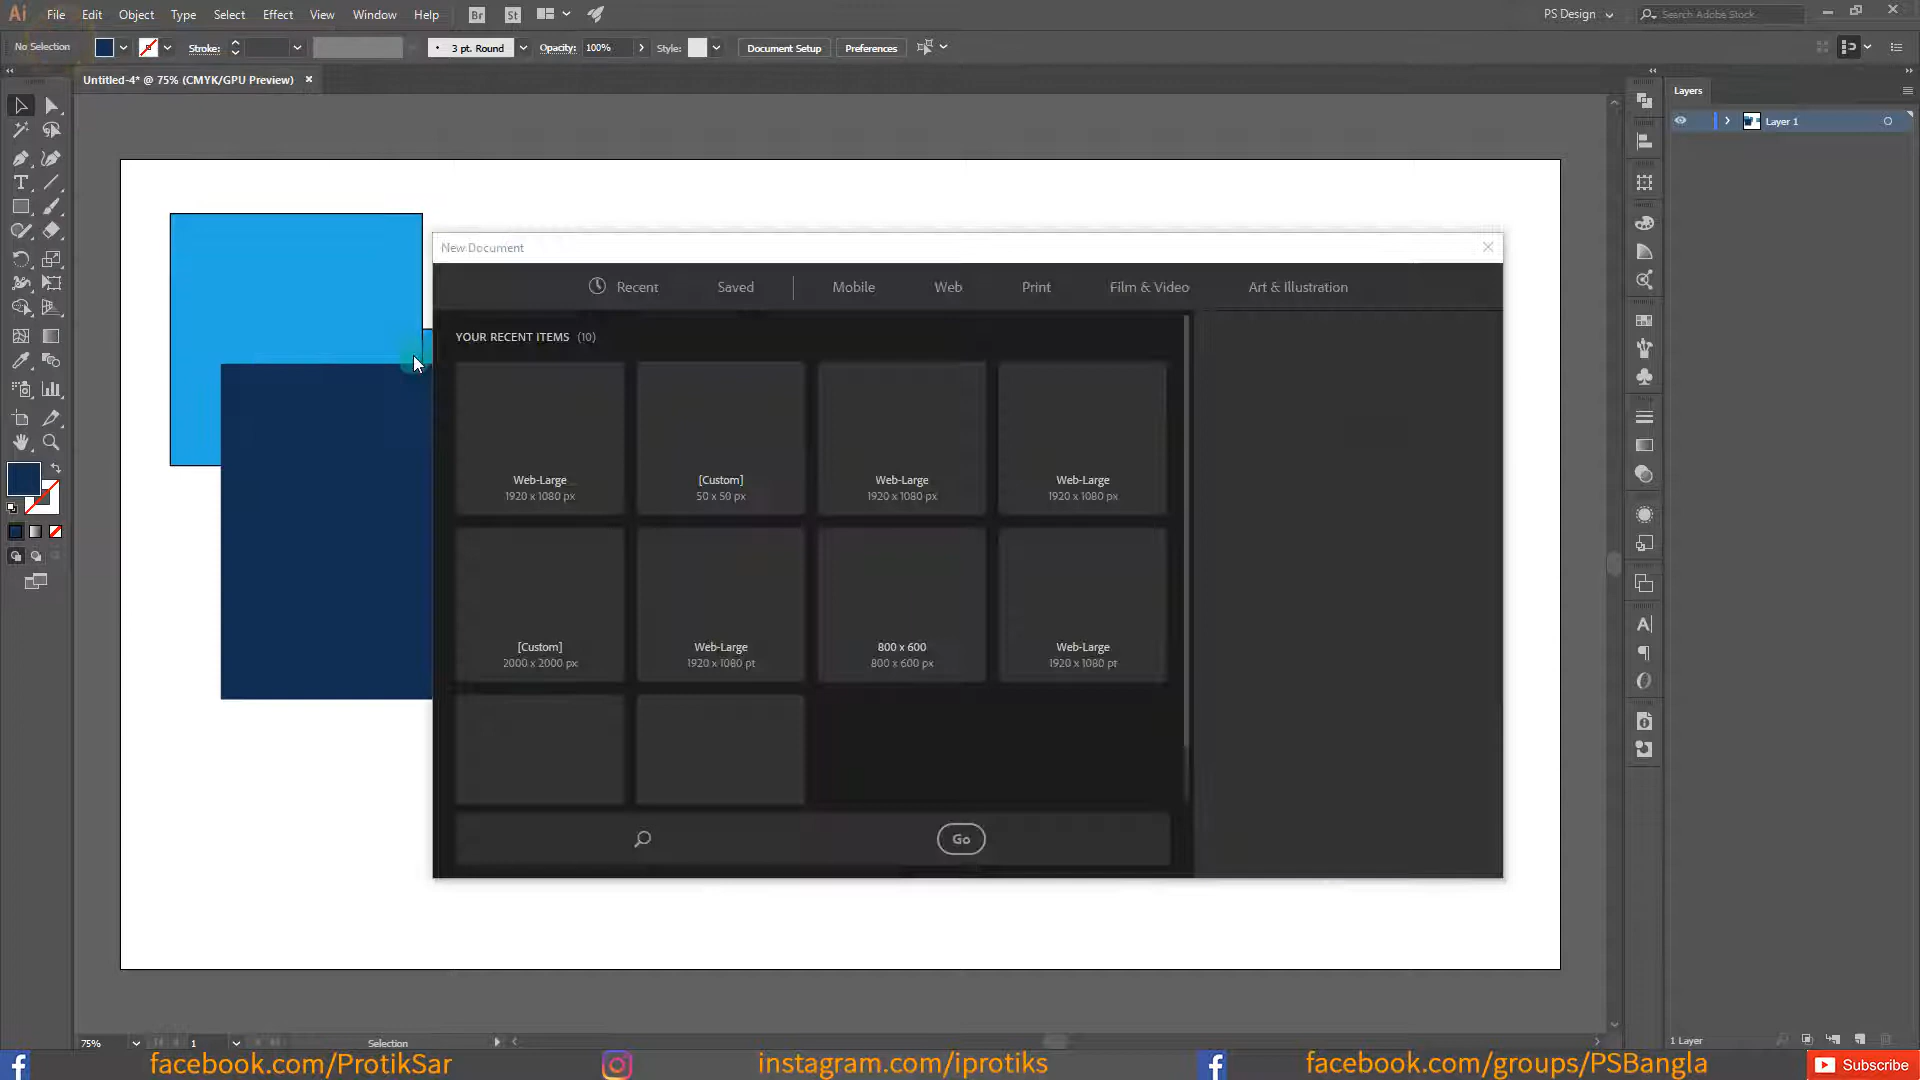 Ai File Edit Object Type Select Effect View Window Help Br St PS Design Search Adobe Stock
No Selection Stroke: 3 pt. Round Opacity: 100% Style: Document Setup Preferences
Untitled-4* @ 75% (CMYK/GPU Preview)
Layers
Layer 1
New Document
Recent Saved Mobile Web Print Film & Video Art & Illustration
YOUR RECENT ITEMS (10)
Web-Large [Custom] Web-Large Web-Large
1920 x 1080 px 50 x 50 px 1920 x 1080 px 1920 x 1080 px
[Custom] Web-Large 800 x 600 Web-Large
2000 x 2000 px 1920 x 1080 pt 800 x 600 px 1920 x 1080 pt
Go
75% 1 Selection 1 Layer
facebook.com/ProtikSar instagram.com/iprotiks facebook.com/groups/PSBangla Subscribe